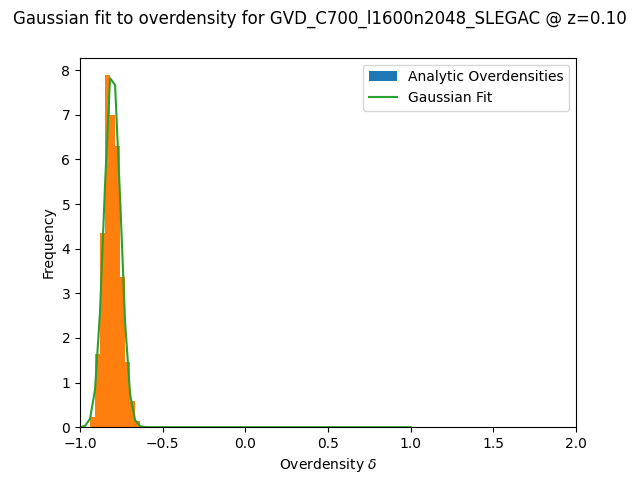 Gaussian fit to overdensity for GVD_C700_l1600n2048_SLEGAC @ z=0.10
Analytic Overdensities
Gaussian Fit
Frequency
8
7
6
5
4
3
2
1
0
−1.0 −0.5 0.0 0.5 1.0 1.5 2.0
Overdensity δ